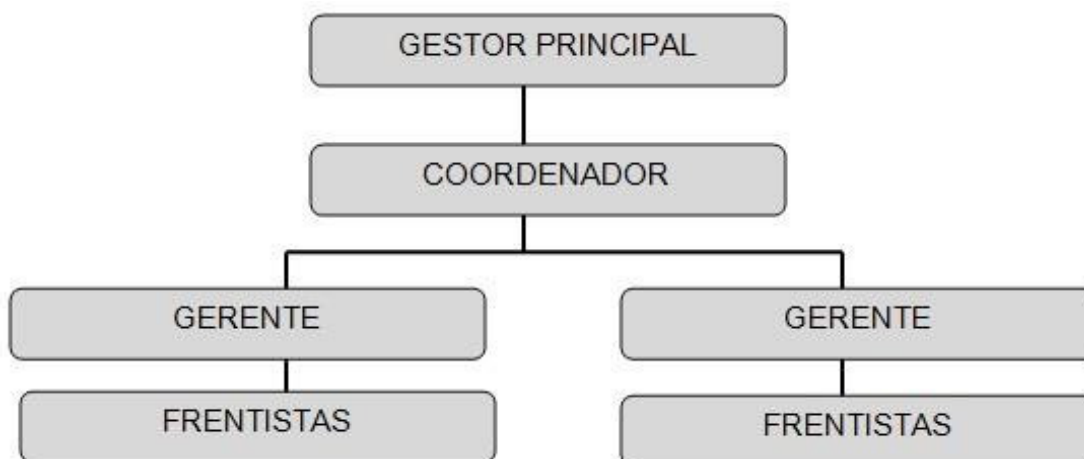 GESTOR PRINCIPAL
COORDENADOR
GERENTE
GERENTE
FRENTISTAS
FRENTISTAS